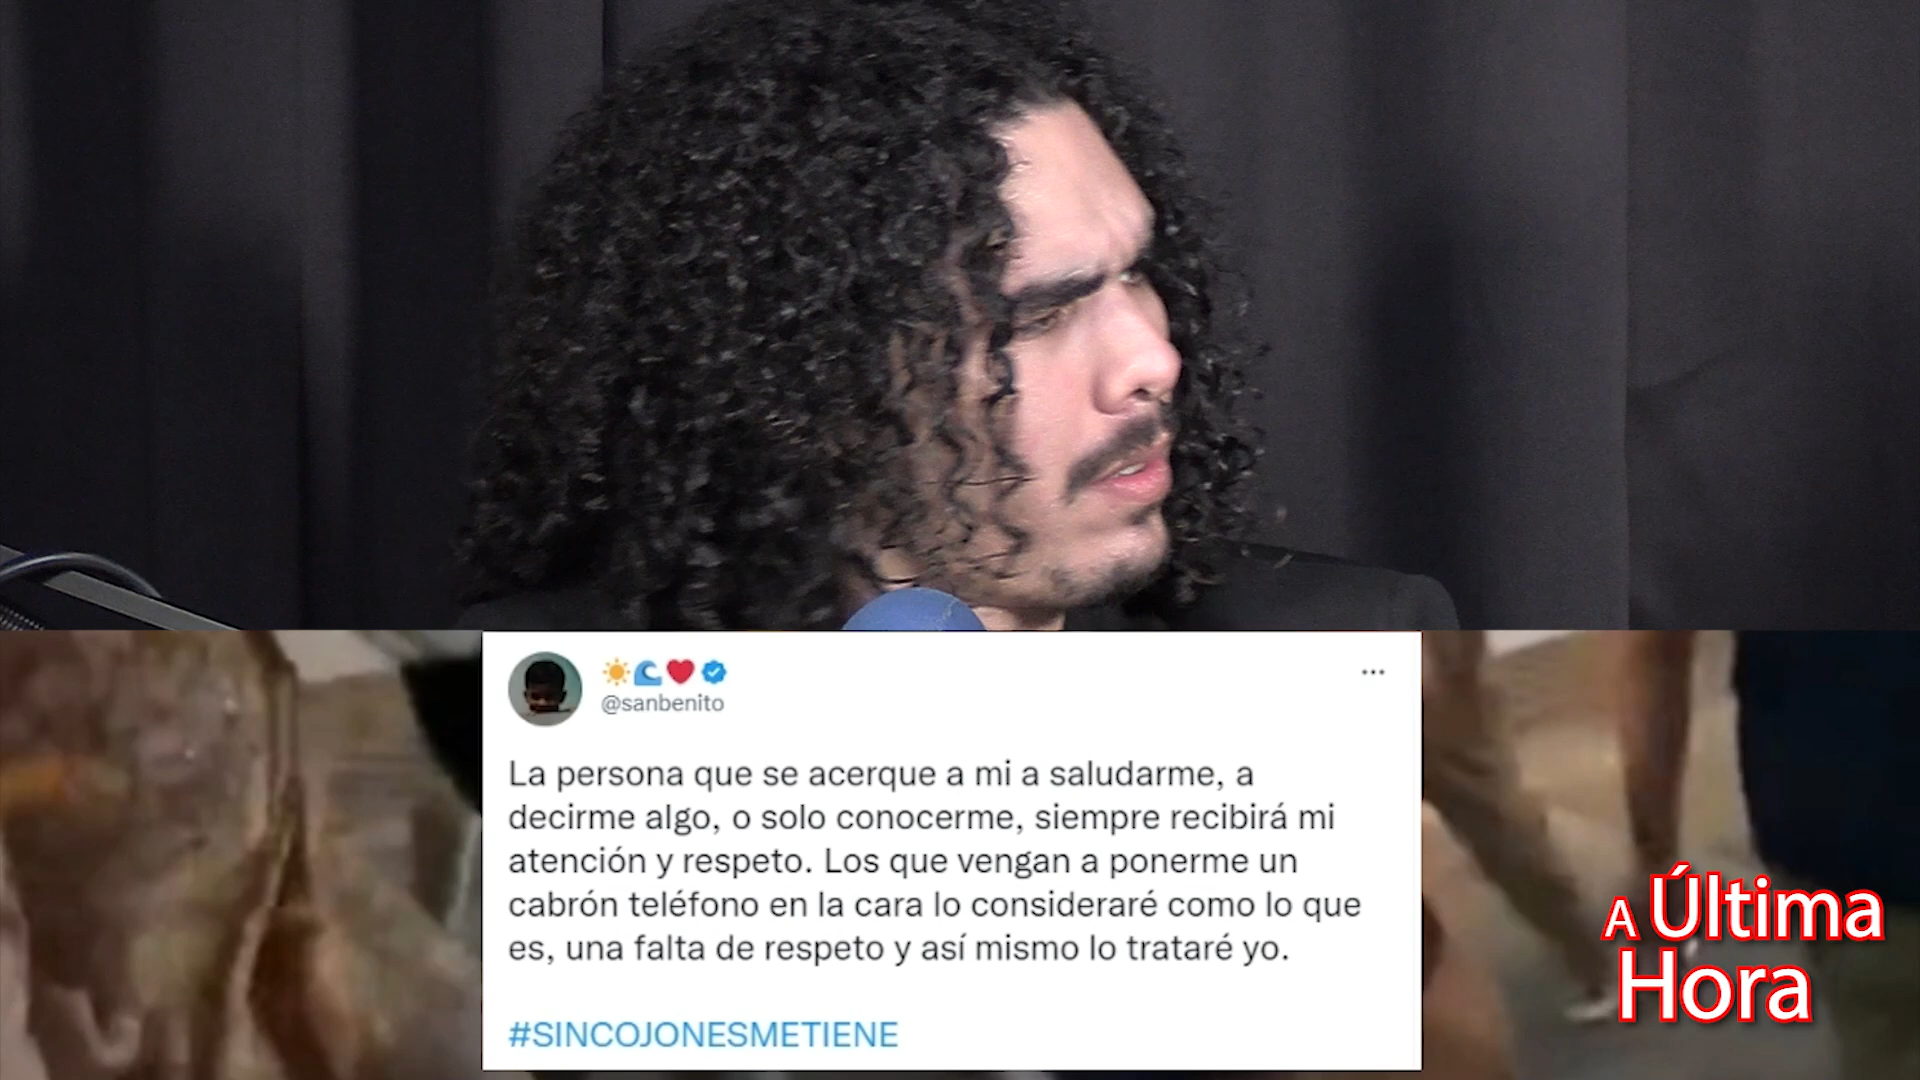 ☀️🌊❤️
@sanbenito
La persona que se acerque a mi a saludarme, a
decirme algo, o solo conocerme, siempre recibirá mi
atención y respeto. Los que vengan a ponerme un
cabrón teléfono en la cara lo consideraré como lo que
es, una falta de respeto y así mismo lo trataré yo.
#SINCOJONESMETIENE
A Última
Hora